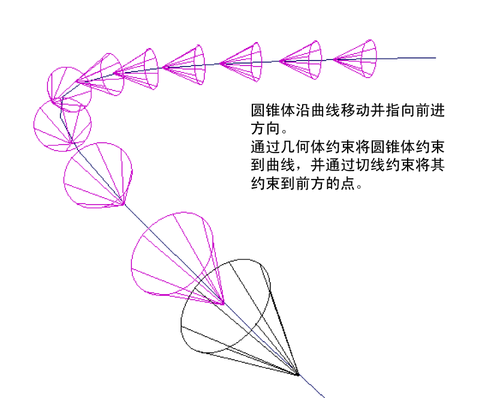 圆锥体沿曲线移动并指向前进
方向。
通过几何体约束将圆锥体约束
到曲线，并通过切线约束将其
约束到前方的点。